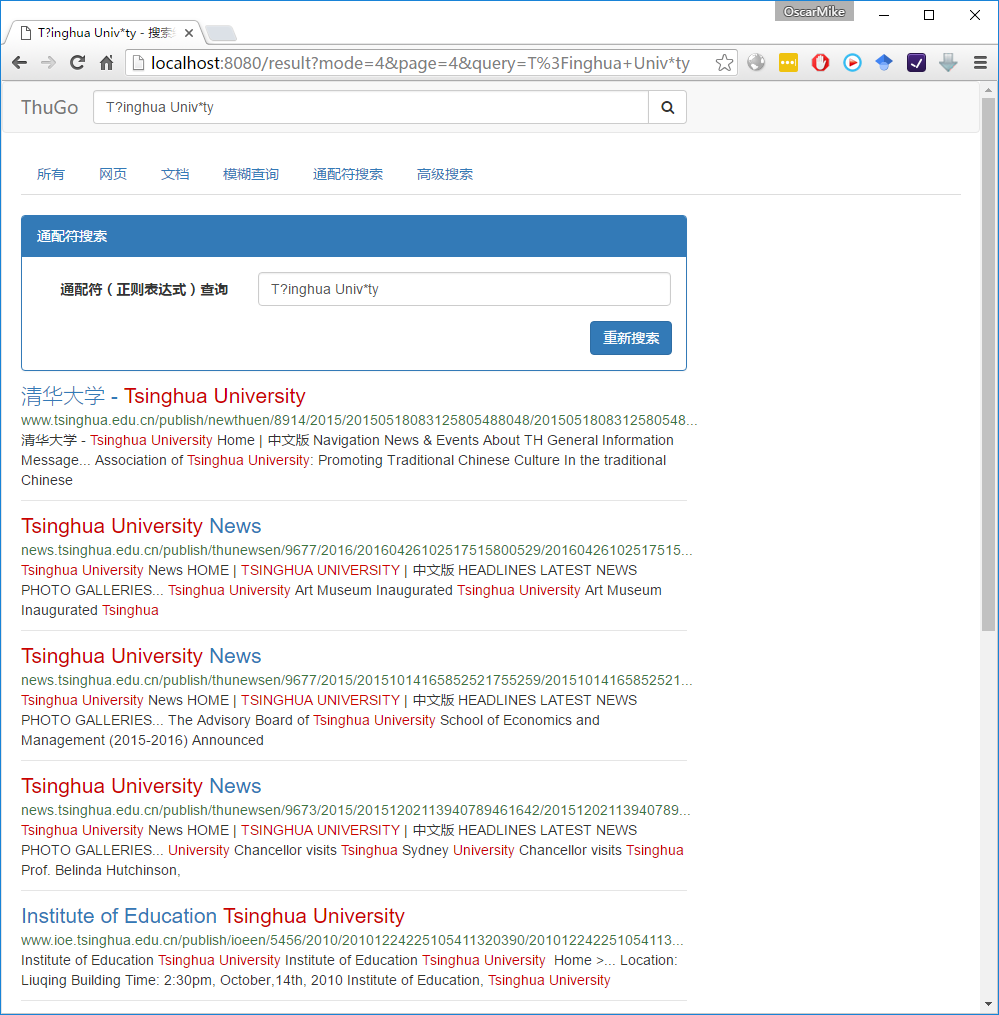 OscarMike
T?inghua Univ*ty - 搜索
localhost:8080/result?mode=4&page=4&query=T%3Finghua+Univ*ty
ThuGo
T?inghua Univ*ty
所有 网页 文档 模糊查询 通配符搜索 高级搜索
通配符搜索
通配符（正则表达式）查询 T?inghua Univ*ty
重新搜索
清华大学 - Tsinghua University
www.tsinghua.edu.cn/publish/newthuen/8914/2015/20150518083125805488048/2015051808312580548...
清华大学 - Tsinghua University Home | 中文版 Navigation News & Events About TH General Information
Message... Association of Tsinghua University: Promoting Traditional Chinese Culture In the traditional
Chinese
Tsinghua University News
news.tsinghua.edu.cn/publish/thunewsen/9677/2016/20160426102517515800529/20160426102517515...
Tsinghua University News HOME | TSINGHUA UNIVERSITY | 中文版 HEADLINES LATEST NEWS
PHOTO GALLERIES... Tsinghua University Art Museum Inaugurated Tsinghua University Art Museum
Inaugurated Tsinghua
Tsinghua University News
news.tsinghua.edu.cn/publish/thunewsen/9677/2015/20151014165852521755259/20151014165852521...
Tsinghua University News HOME | TSINGHUA UNIVERSITY | 中文版 HEADLINES LATEST NEWS
PHOTO GALLERIES... The Advisory Board of Tsinghua University School of Economics and
Management (2015-2016) Announced
Tsinghua University News
news.tsinghua.edu.cn/publish/thunewsen/9673/2015/20151202113940789461642/20151202113940789...
Tsinghua University News HOME | TSINGHUA UNIVERSITY | 中文版 HEADLINES LATEST NEWS
PHOTO GALLERIES... University Chancellor visits Tsinghua Sydney University Chancellor visits Tsinghua
Prof. Belinda Hutchinson,
Institute of Education Tsinghua University
www.ioe.tsinghua.edu.cn/publish/ioeen/5456/2010/20101224225105411320390/201012242251054113...
Institute of Education Tsinghua University Institute of Education Tsinghua University Home >... Location:
Liuqing Building Time: 2:30pm, October,14th, 2010 Institute of Education, Tsinghua University